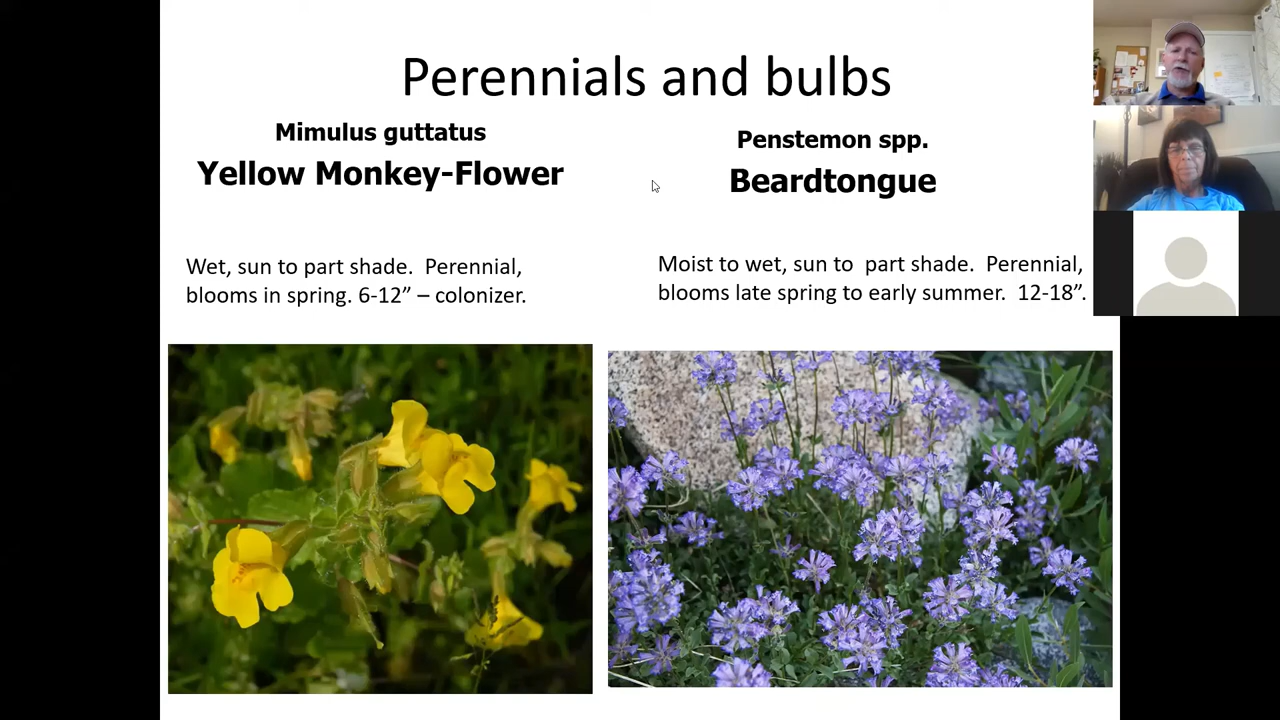 Perennials and bulbs
Mimulus guttatus
Yellow Monkey-Flower
Wet, sun to part shade.  Perennial,
blooms in spring. 6-12” – colonizer.
Penstemon spp.
Beardtongue
Moist to wet, sun to  part shade.  Perennial,
blooms late spring to early summer.  12-18”.